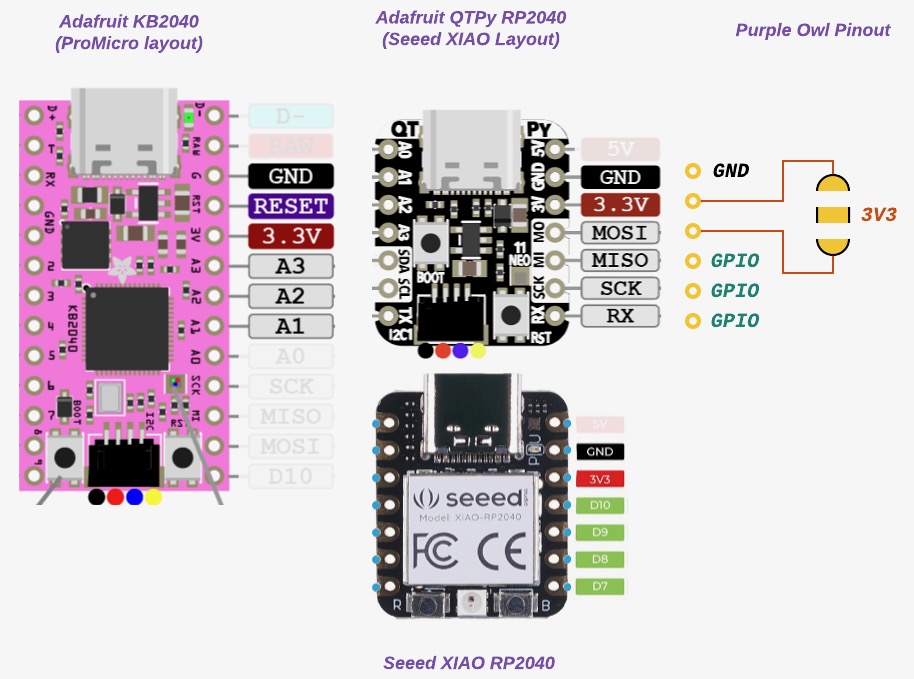 Adafruit KB2040
(ProMicro layout)
Adafruit QTPy RP2040
(Seeed XIAO Layout)
Purple Owl Pinout
D+
T
RX
GND
2
3
4
5
6
7
8
9
D-
RAW
G
RST
3V
A3
A2
A1
A0
SCK
MI
KB2040
BOOT
I2C
D-
RAW
GND
RESET
3.3V
A3
A2
A1
A0
SCK
MISO
MOSI
D10
QT
PY
A0
A1
A2
A3
SDA
SCL
TX
5V
GND
3V
MO
MI
SCK
RX
BOOT
11
NEO
I2C1
RST
5V
GND
3.3V
MOSI
MISO
SCK
RX
GND
3V3
GPIO
GPIO
GPIO
seeed
Model: XIAO-RP2040
FC CE
R
B
5V
GND
3V3
D10
D9
D8
D7
Seeed XIAO RP2040